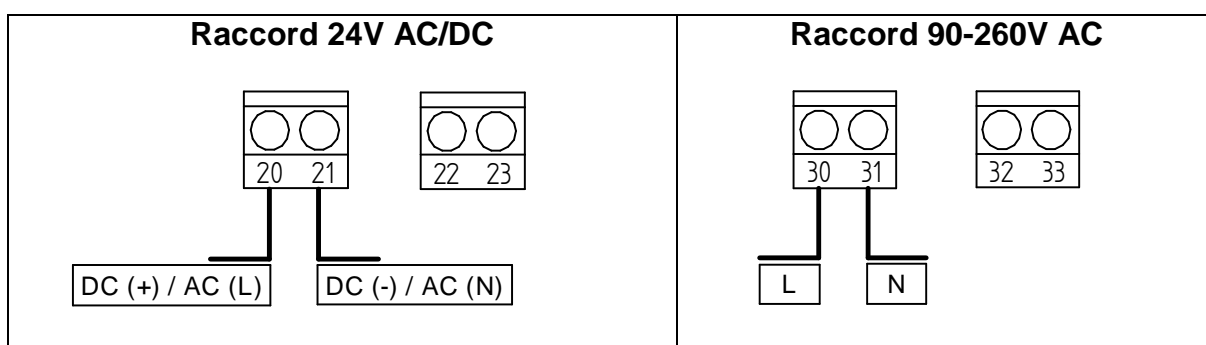 Raccord 24V AC/DC
20 21
22 23
DC (+) / AC (L)
DC (-) / AC (N)
Raccord 90-260V AC
30 31
32 33
L
N